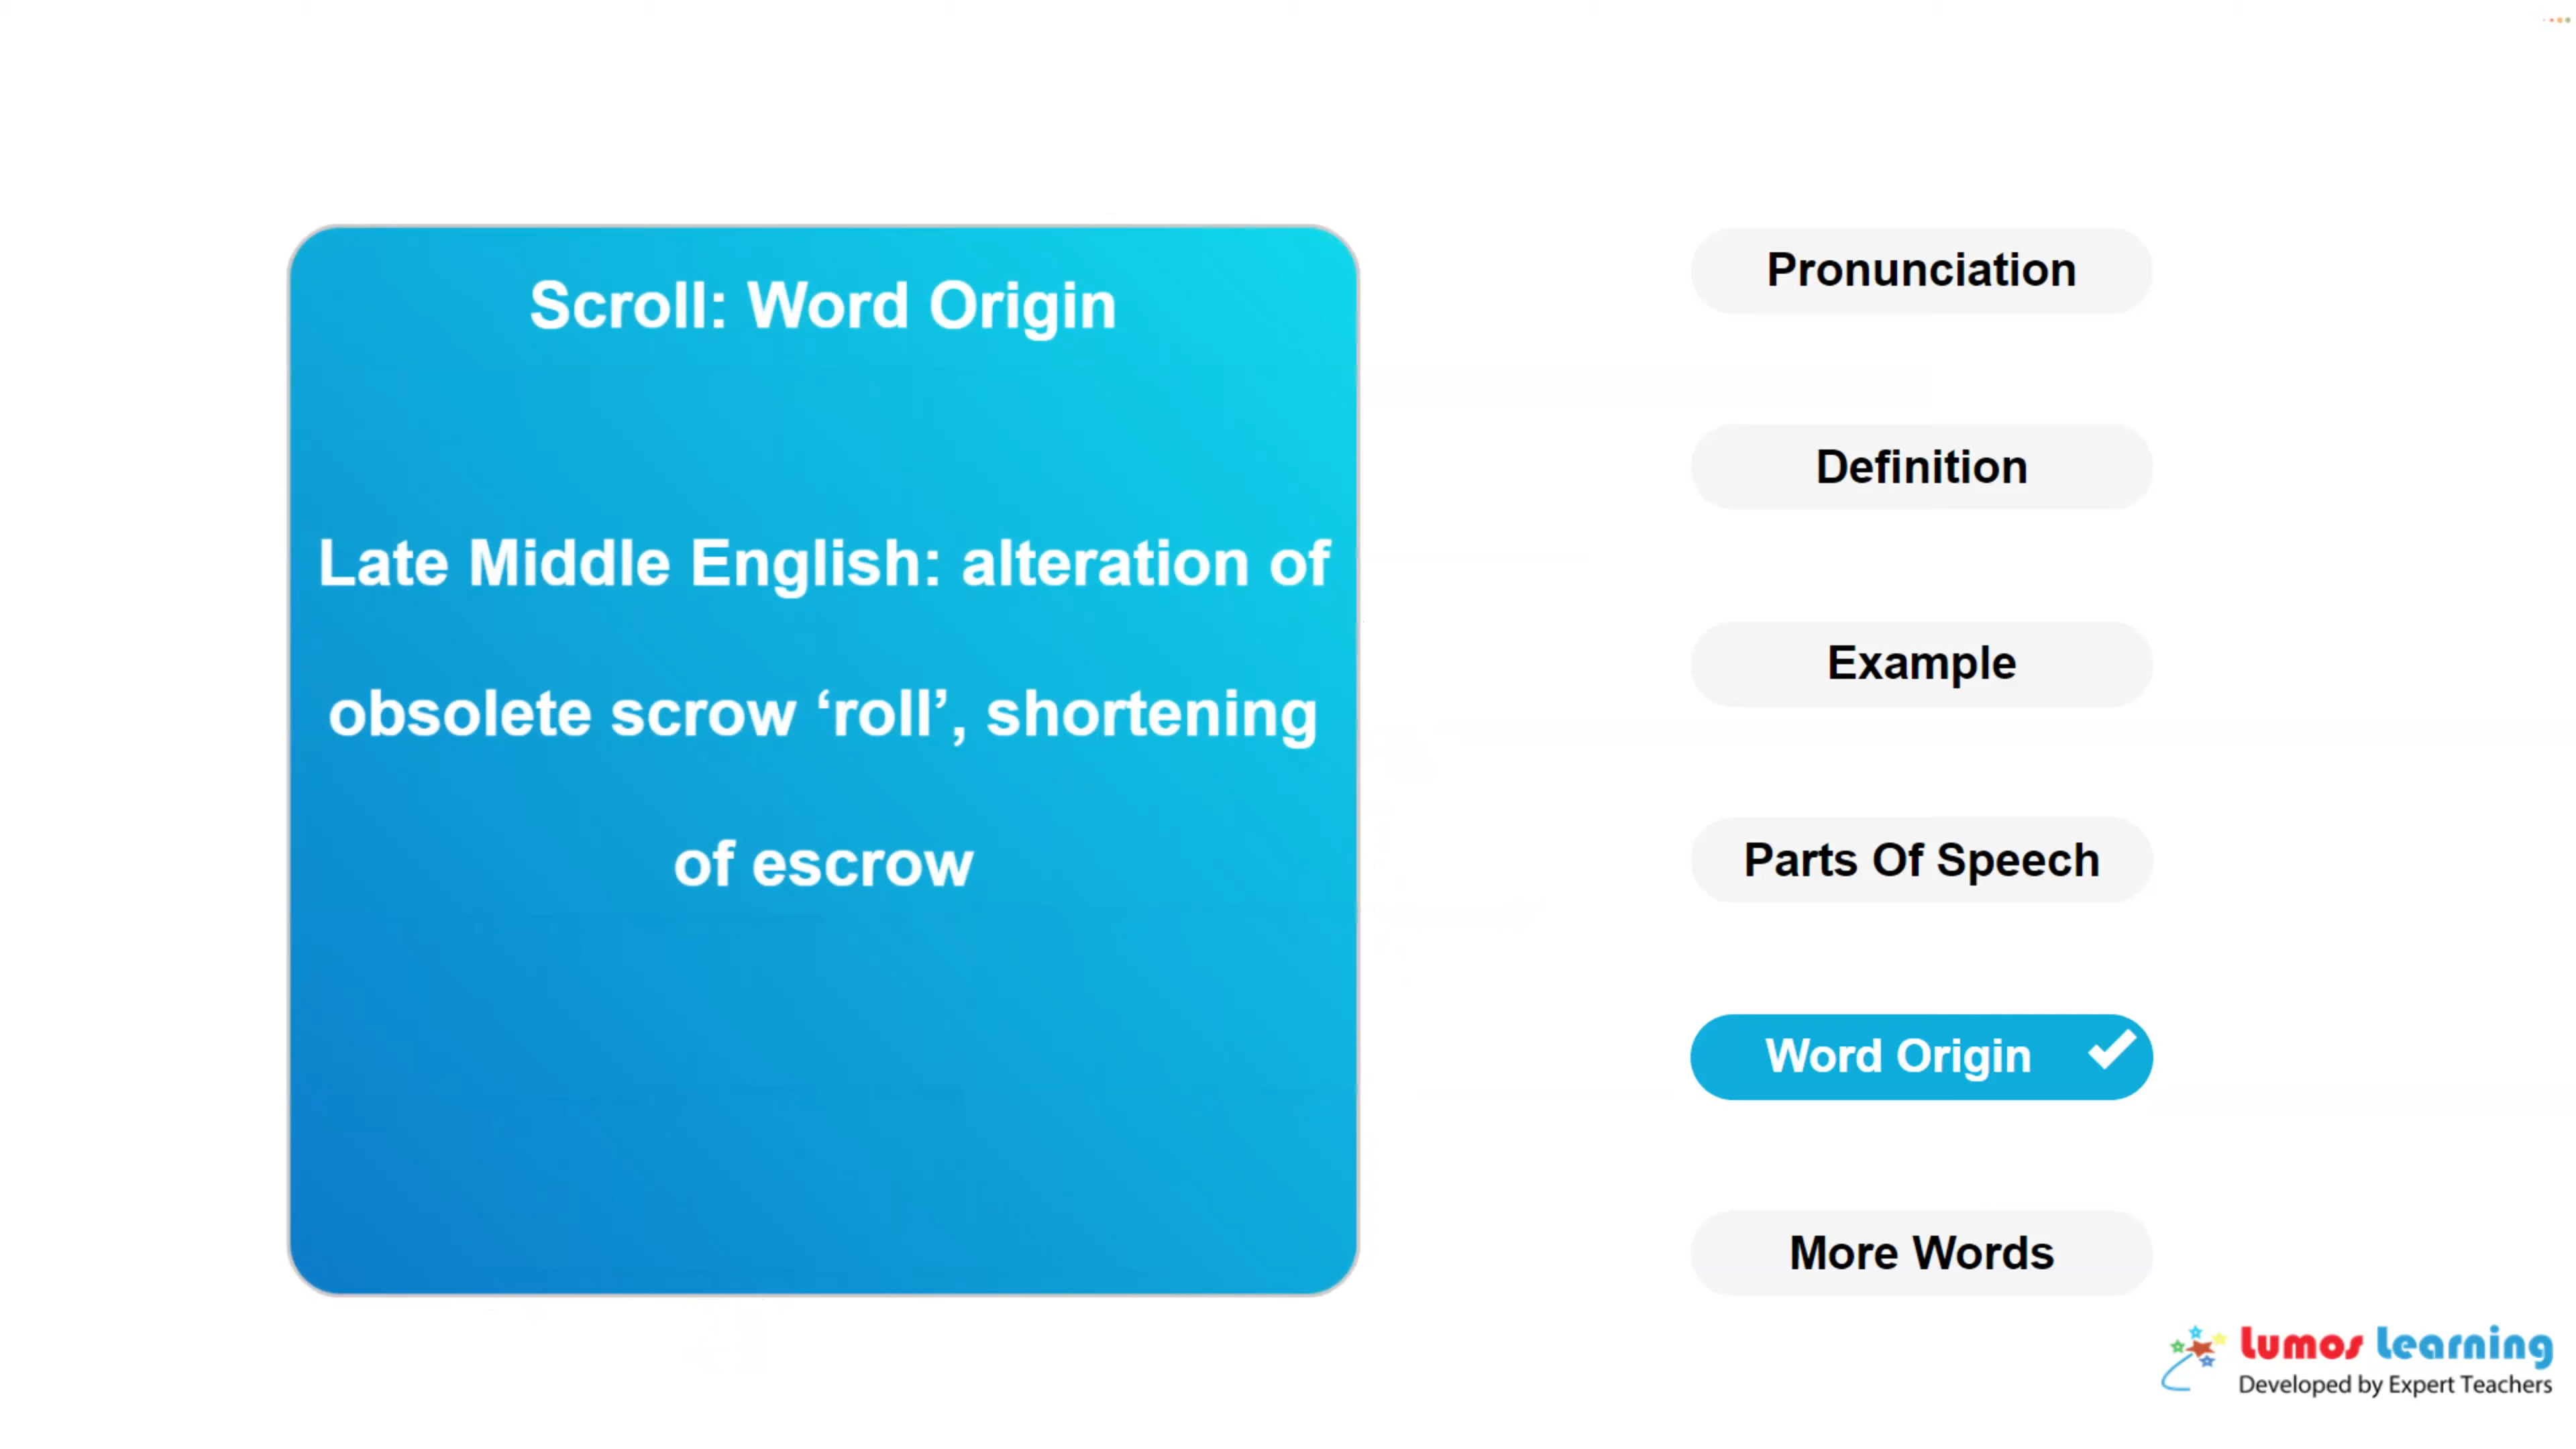 Scroll: Word Origin
Late Middle English: alteration of
obsolete scrow ‘roll’, shortening
of escrow
Pronunciation
Definition
Example
Parts Of Speech
Word Origin
More Words
Lumos Learning
Developed by Expert Teachers